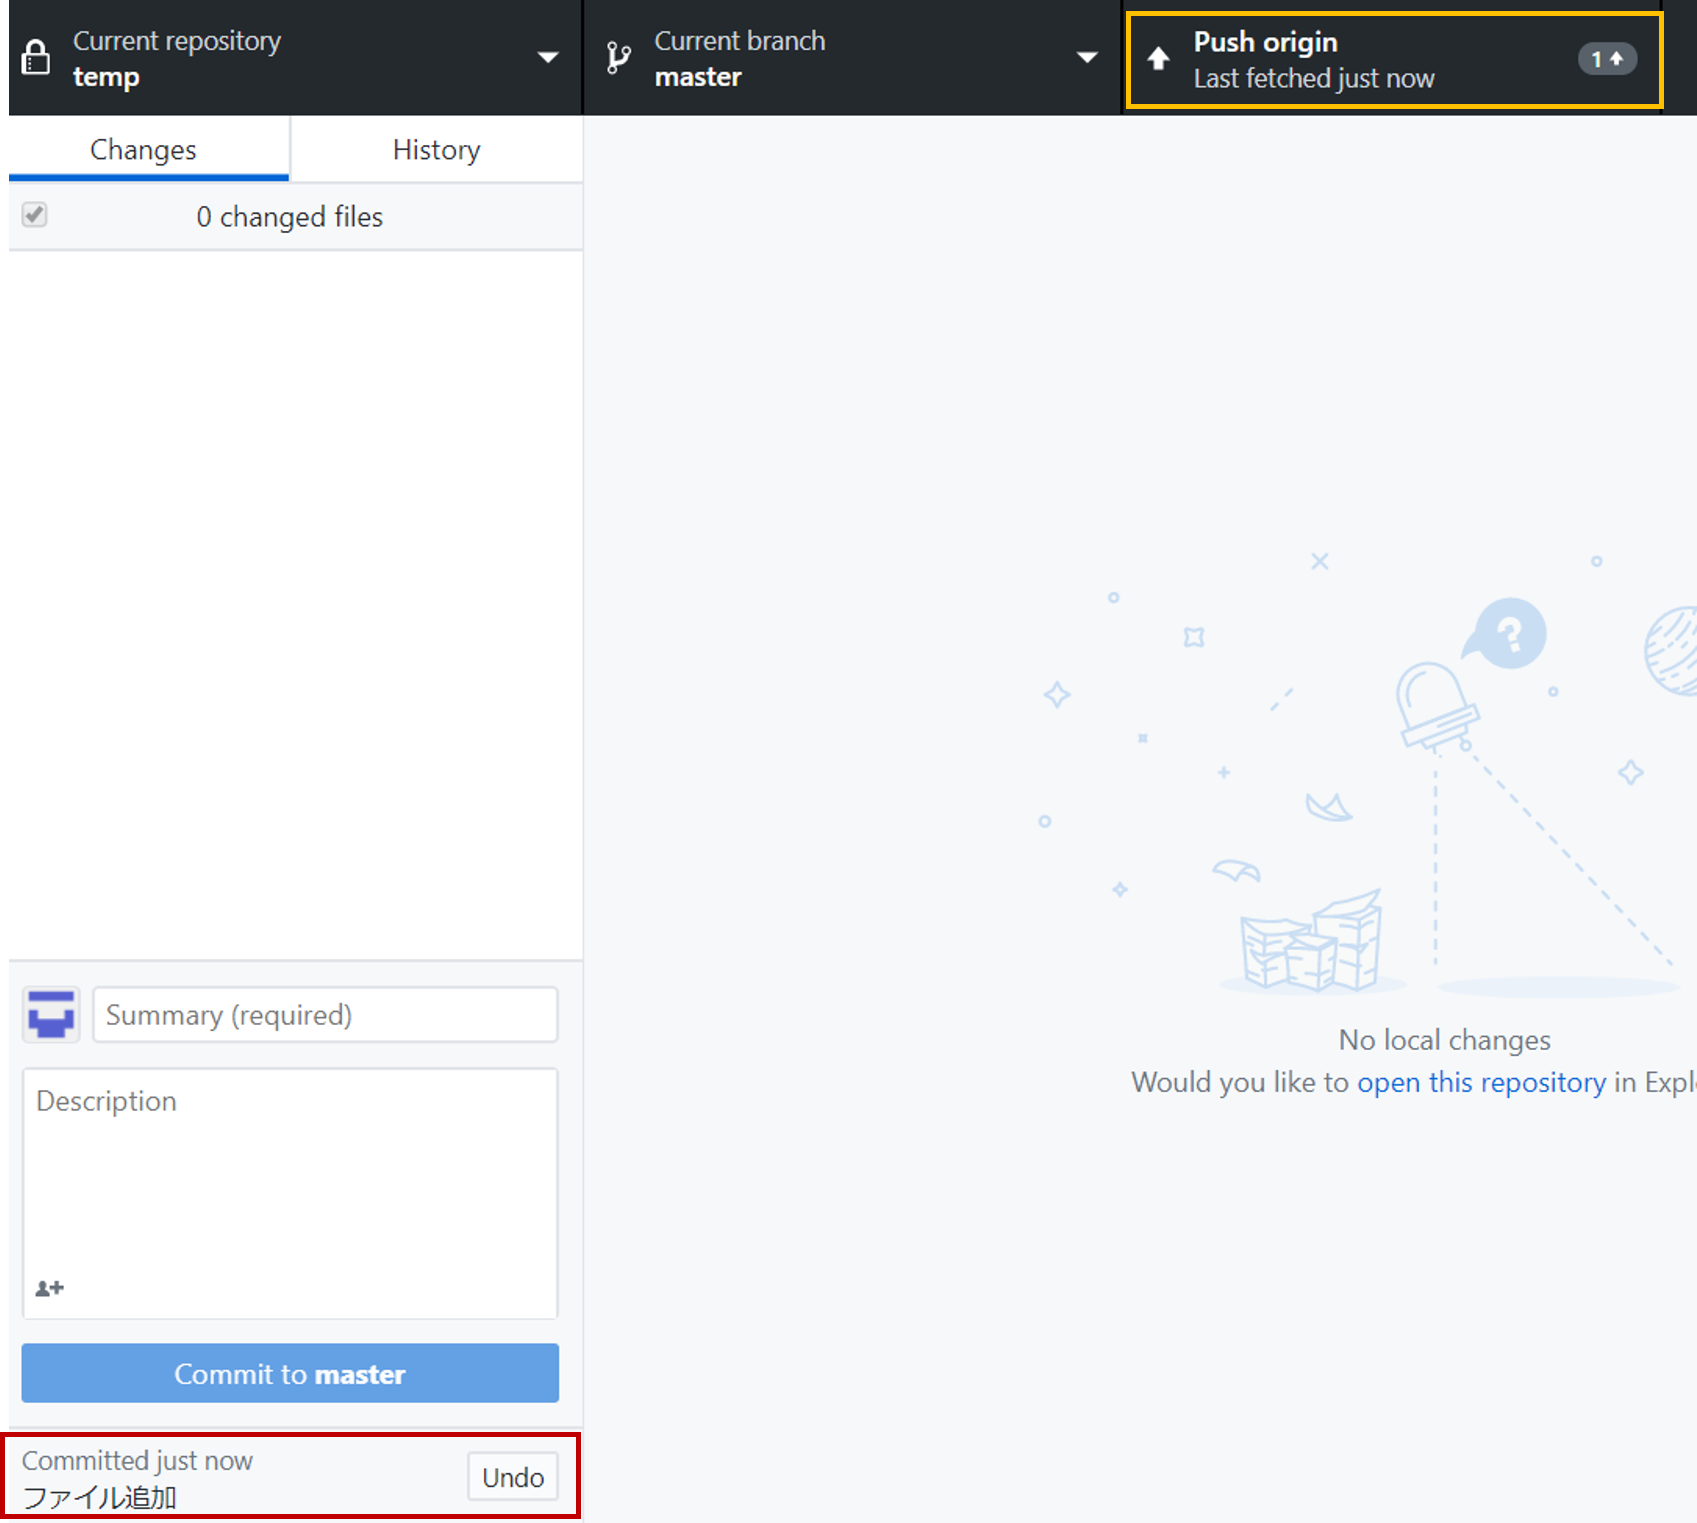 Current repository
temp
Current branch
master
Push origin
Last fetched just now
1
Changes
History
0 changed files
?
No local changes
Would you like to open this repository in Expl
Summary (required)
Description
Commit to master
Committed just now
ファイル追加
Undo